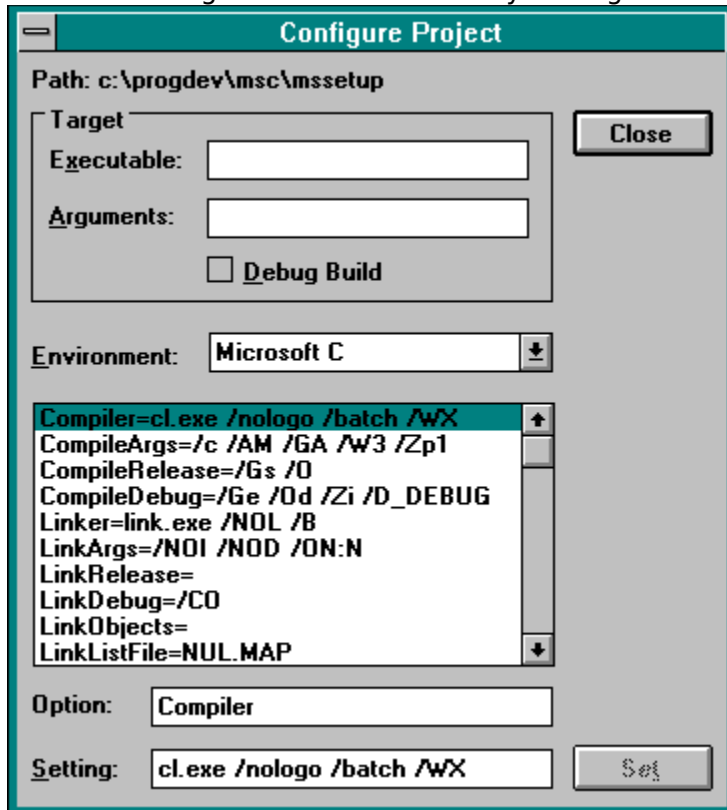 Configure Project
Path: c:\progdev\msc\mssetup
Target
Close
Executable:
Arguments:
Debug Build
Environment: Microsoft C
Compiler=cl.exe /nologo /batch /WX
CompileArgs=/c /AM /GA /W3 /Zp1
CompileRelease=/Gs /O
CompileDebug=/Ge /Od /Zi /D_DEBUG
Linker=link.exe /NOL /B
LinkArgs=/NOI /NOD /ON:N
LinkRelease=
LinkDebug=/CO
LinkObjects=
LinkListFile=NUL.MAP
Option: Compiler
Setting: cl.exe /nologo /batch /WX
Set